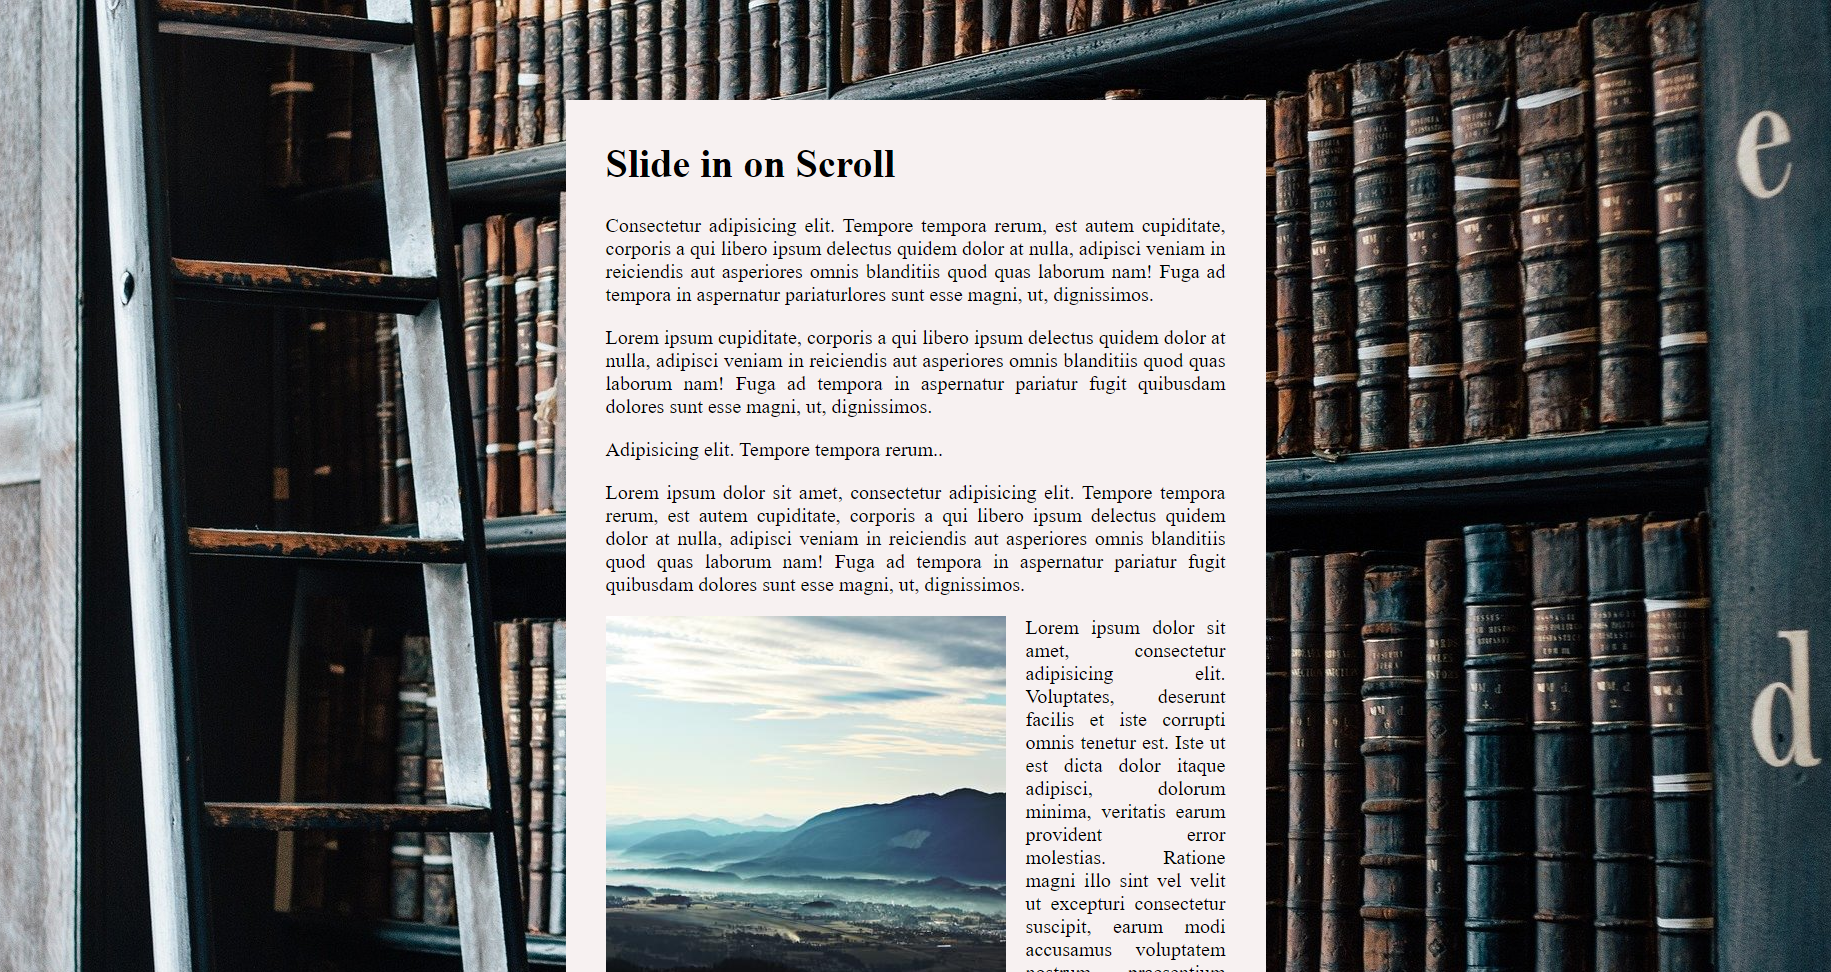 Slide in on Scroll
Consectetur adipisicing elit. Tempore tempora rerum, est autem cupiditate,
corporis a qui libero ipsum delectus quidem dolor at nulla, adipisci veniam in
reiciendis aut asperiores omnis blanditiis quod quas laborum nam! Fuga ad
tempora in aspernatur pariaturlores sunt esse magni, ut, dignissimos.
Lorem ipsum cupiditate, corporis a qui libero ipsum delectus quidem dolor at
nulla, adipisci veniam in reiciendis aut asperiores omnis blanditiis quod quas
laborum nam! Fuga ad tempora in aspernatur pariatur fugit quibusdam
dolores sunt esse magni, ut, dignissimos.
Adipisicing elit. Tempore tempora rerum..
Lorem ipsum dolor sit amet, consectetur adipisicing elit. Tempore tempora
rerum, est autem cupiditate, corporis a qui libero ipsum delectus quidem
dolor at nulla, adipisci veniam in reiciendis aut asperiores omnis blanditiis
quod quas laborum nam! Fuga ad tempora in aspernatur pariatur fugit
quibusdam dolores sunt esse magni, ut, dignissimos.
Lorem ipsum dolor sit
amet, consectetur
adipisicing elit.
Voluptates, deserunt
facilis et iste corrupti
omnis tenetur est. Iste ut
est dicta dolor itaque
adipisci, dolorum
minima, veritatis earum
provident error
molestias. Ratione
magni illo sint vel velit
ut excepturi consectetur
suscipit, earum modi
accusamus voluptatem
e
d